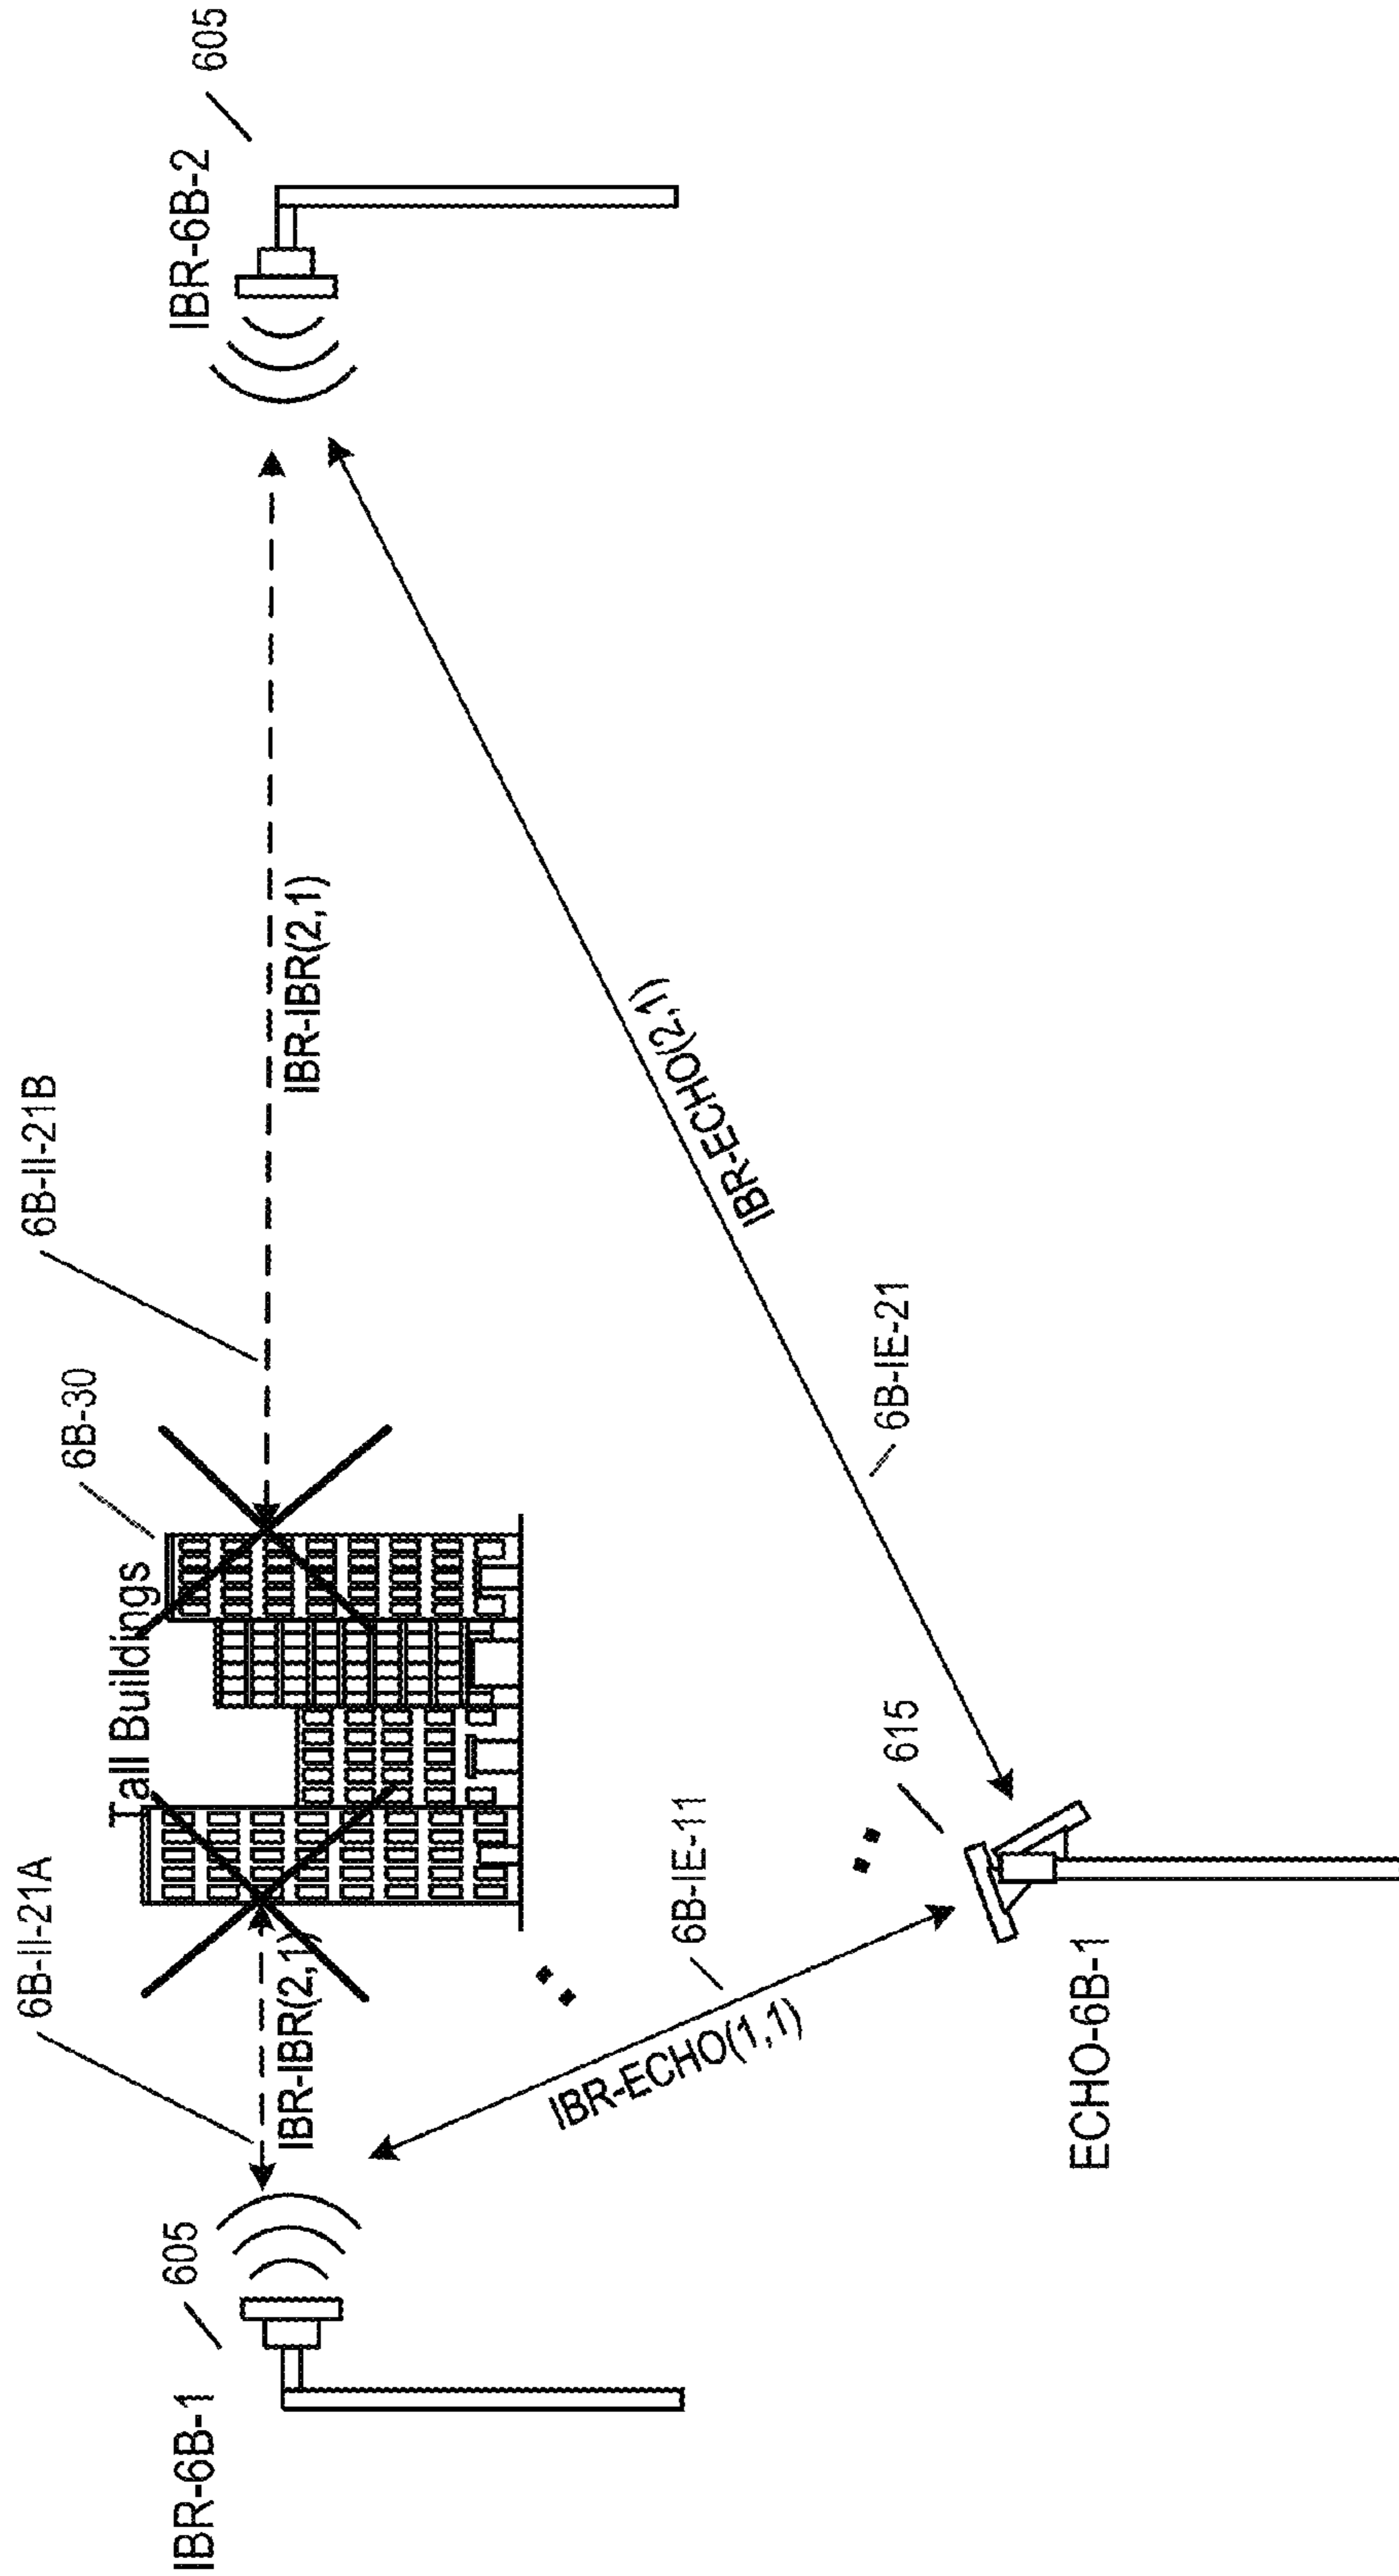 IBR-6B-1
605
6B-II-21A
IBR-IBR(2,1)
Tall Buildings
6B-30
6B-II-21B
IBR-IBR(2,1)
IBR-6B-2
605
IBR-ECHO(1,1)
6B-IE-11
615
ECHO-6B-1
6B-IE-21
IBR-ECHO(2,1)